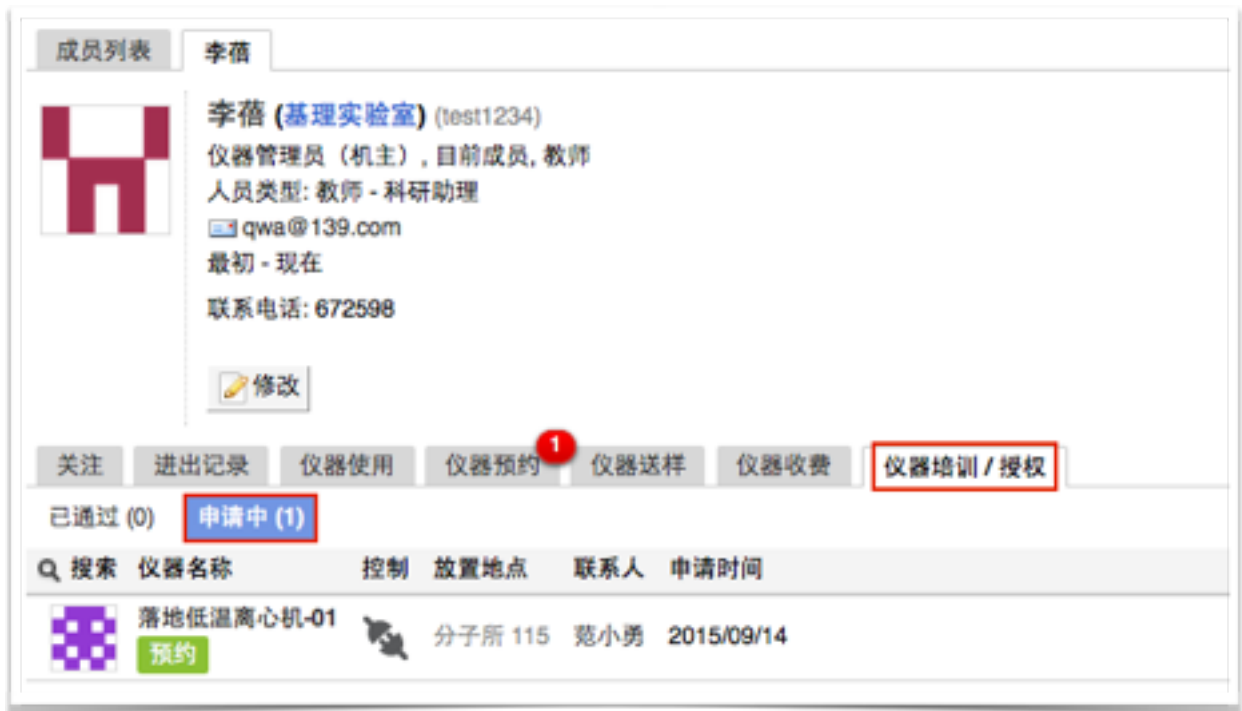 成员列表 李蓓
李蓓 (基理实验室) (test1234)
仪器管理员（机主）, 目前成员, 教师
人员类型: 教师 - 科研助理
qwa@139.com
最初 - 现在
联系电话: 672598
修改
1
关注 进出记录 仪器使用 仪器预约 仪器送样 仪器收费 仪器培训 / 授权
已通过 (0) 申请中 (1)
搜索 仪器名称 控制 放置地点 联系人 申请时间
落地低温离心机-01
预约
分子所 115 范小勇 2015/09/14